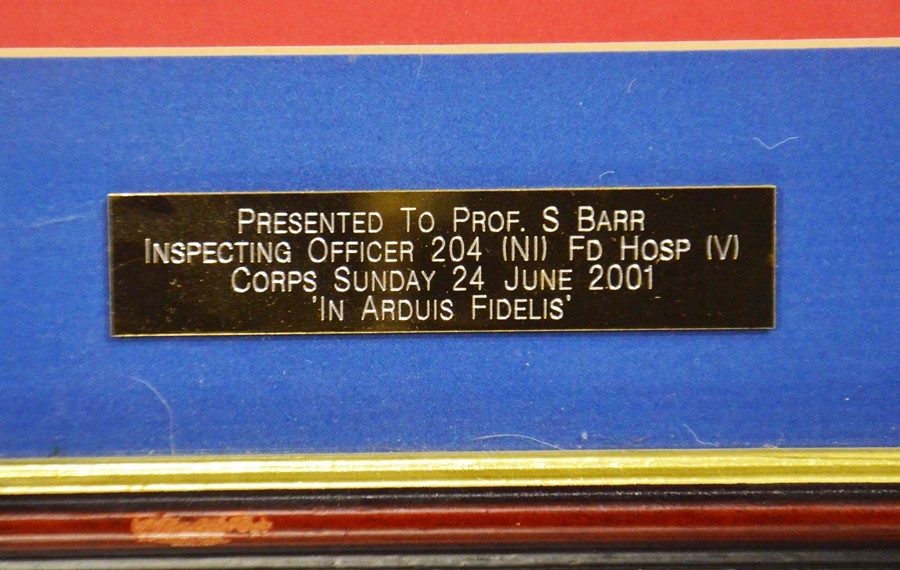 Presented To Prof. S Barr
Inspecting Officer 204 (NI) Fd Hosp (V)
Corps Sunday 24 June 2001
'In Arduis Fidelis'